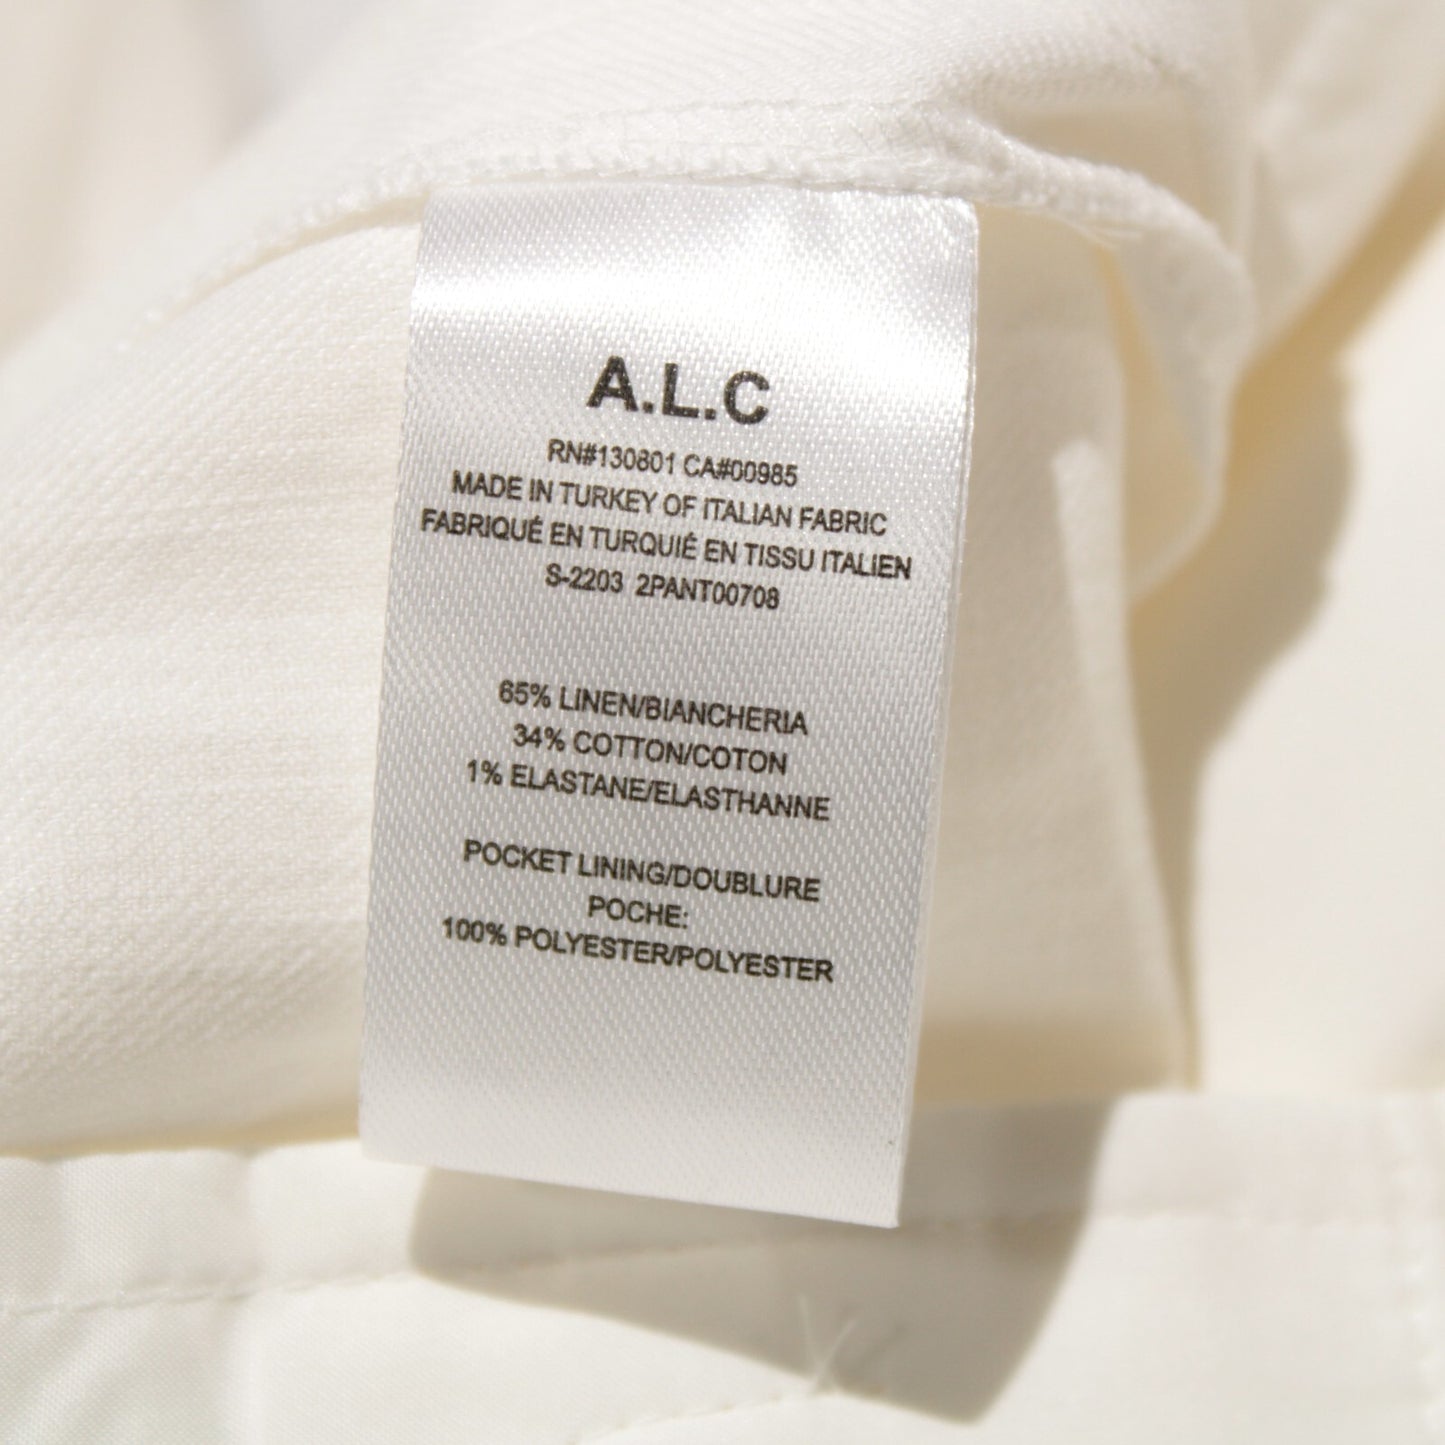 A.L.C
RN#130801 CA#00985
MADE IN TURKEY OF ITALIAN FABRIC
FABRIQUÉ EN TURQUIÉ EN TISSU ITALIEN
S-2203 2PANT00708
65% LINEN/BIANCHERIA
34% COTTON/COTON
1% ELASTANE/ELASTHANNE
POCKET LINING/DOUBLURE
POCHE:
100% POLYESTER/POLYESTER